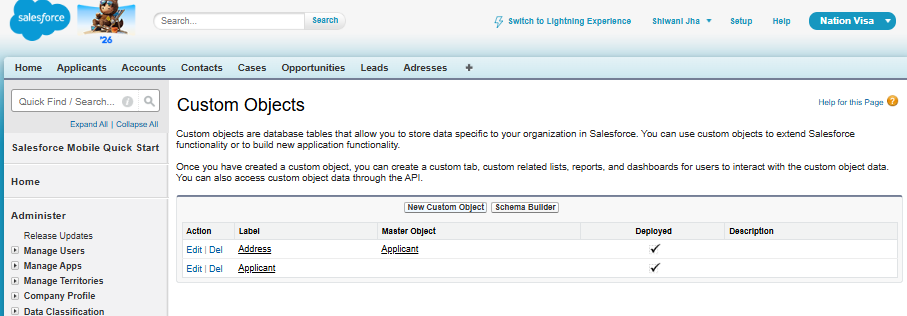 salesforce
'26
Search...
Search
Switch to Lightning Experience
Shiwani Jha
Setup
Help
Nation Visa
Home Applicants Accounts Contacts Cases Opportunities Leads Adresses +
Quick Find / Search...
Expand All | Collapse All
Salesforce Mobile Quick Start
Home
Administer
Release Updates
Manage Users
Manage Apps
Manage Territories
Company Profile
Data Classification
Custom Objects
Help for this Page ?
Custom objects are database tables that allow you to store data specific to your organization in Salesforce. You can use custom objects to extend Salesforce
functionality or to build new application functionality.
Once you have created a custom object, you can create a custom tab, custom related lists, reports, and dashboards for users to interact with the custom object data.
You can also access custom object data through the API.
New Custom Object Schema Builder
Action Label Master Object Deployed Description
Edit | Del Address Applicant ✓
Edit | Del Applicant ✓